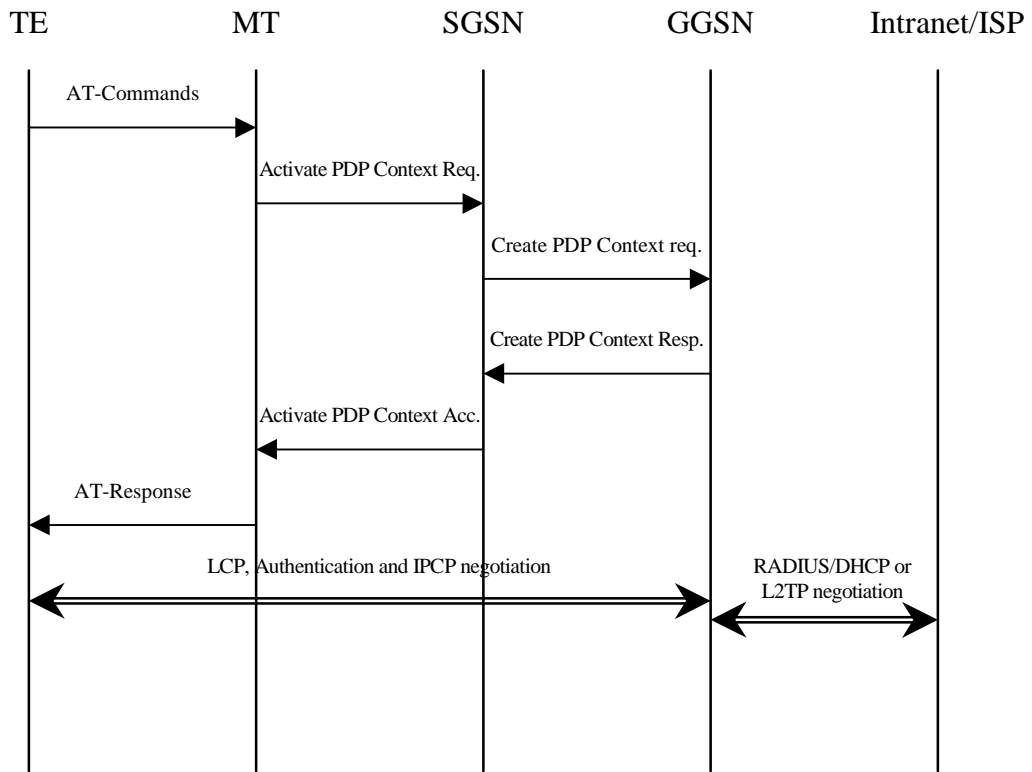 TE MT SGSN GGSN Intranet/ISP
AT-Commands
Activate PDP Context Req.
Create PDP Context req.
Create PDP Context Resp.
Activate PDP Context Acc.
AT-Response
LCP, Authentication and IPCP negotiation
RADIUS/DHCP or
L2TP negotiation